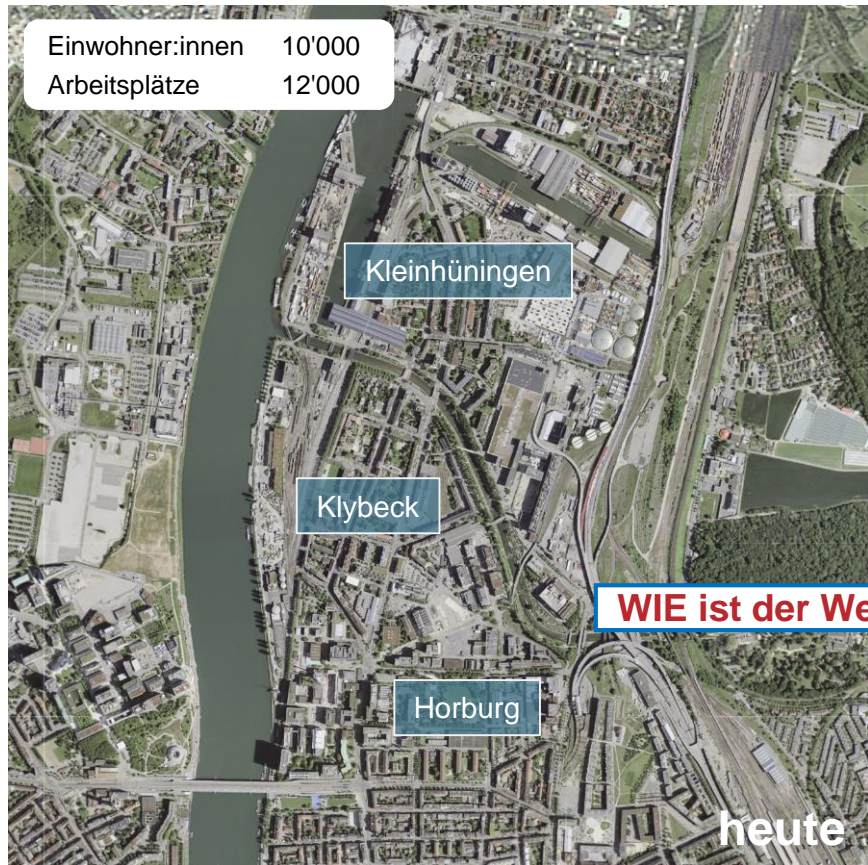 Einwohner:innen 10'000
Arbeitsplätze 12'000
Kleinhüningen
Klybeck
WIE ist der We
Horburg
heute